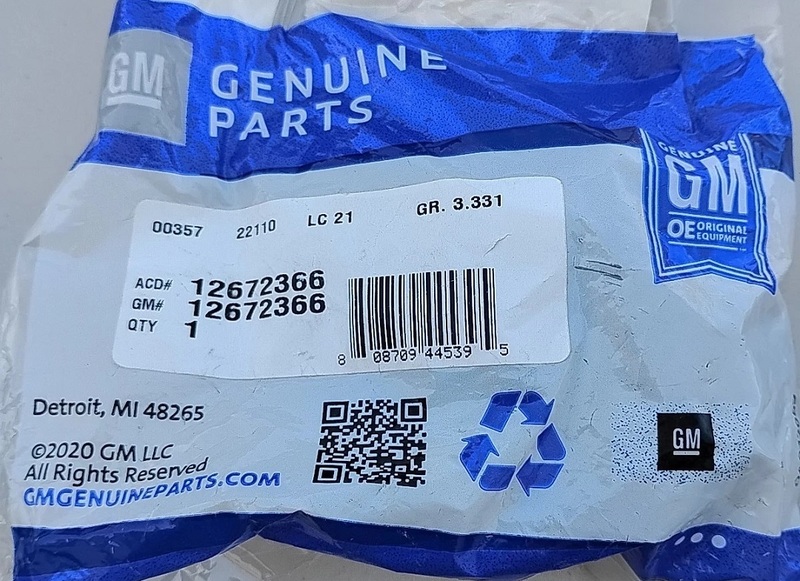 GM
GENUINE
PARTS
GENUINE
GM
OE ORIGINAL
EQUIPMENT
00357 22110 LC 21 GR. 3.331
ACD# 12672366
GM# 12672366
QTY 1
8 08709 44539 5
Detroit, MI 48265
©2020 GM LLC
All Rights Reserved
GMGENUINEPARTS.COM
GM